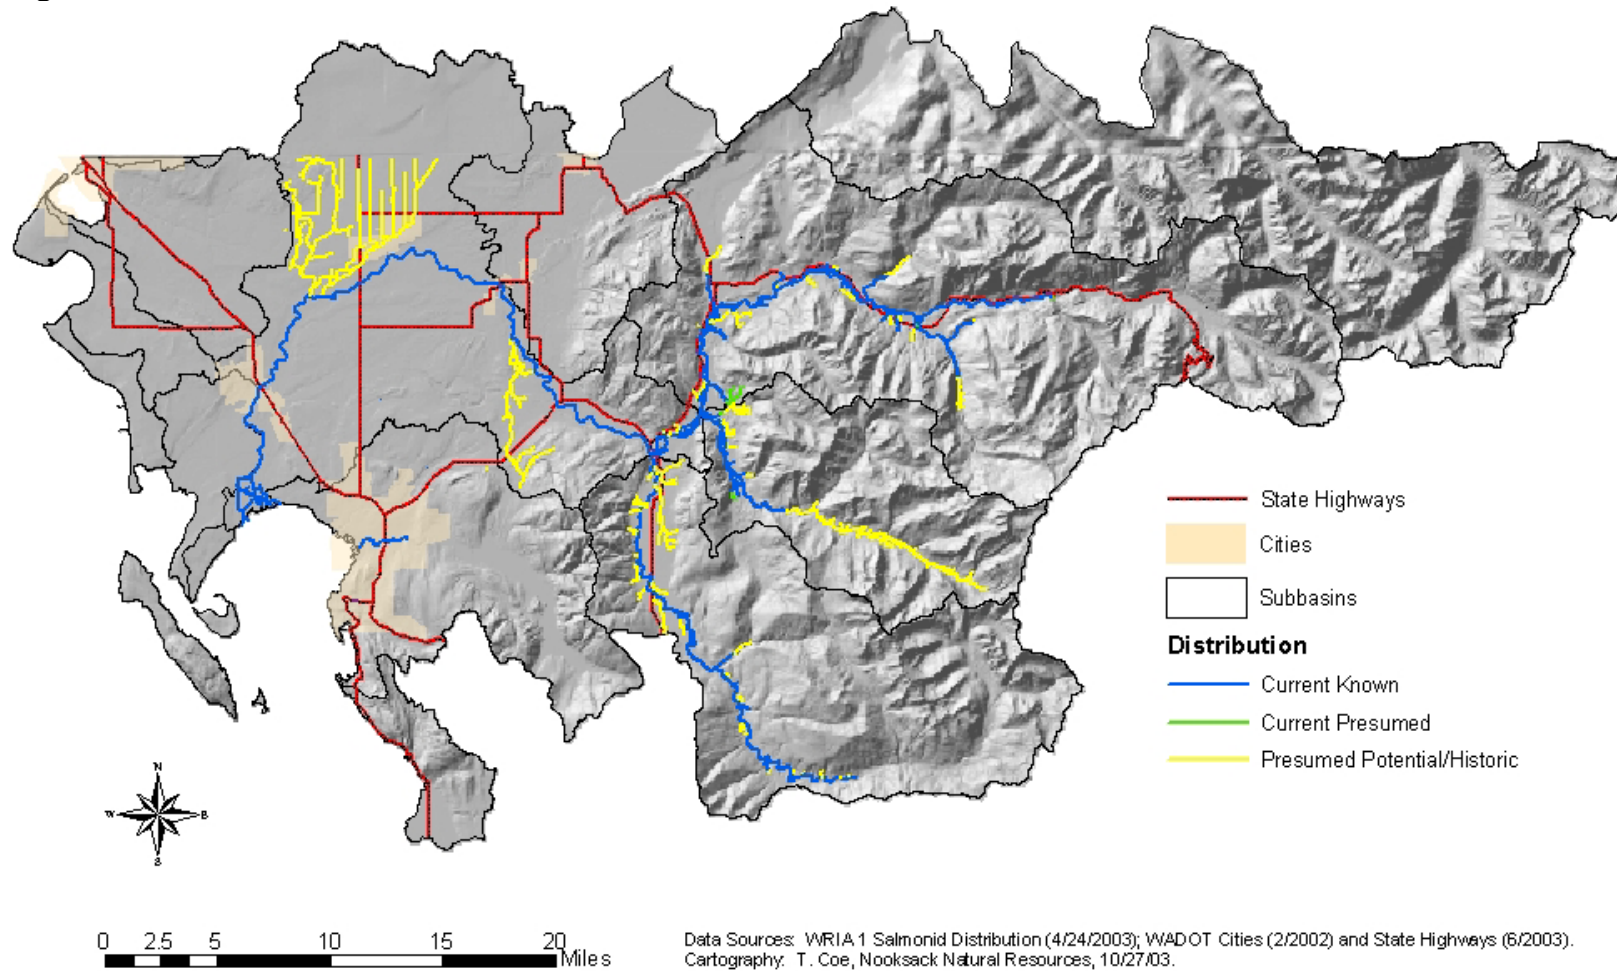 State Highways
Cities
Subbasins
Distribution
Current Known
Current Presumed
Presumed Potential/Historic
N
W
E
S
0 2.5 5 10 15 20 Miles
Data Sources: WRIA 1 Salmonid Distribution (4/24/2003); WADOT Cities (2/2002) and State Highways (6/2003).
Cartography: T. Coe, Nooksack Natural Resources, 10/27/03.